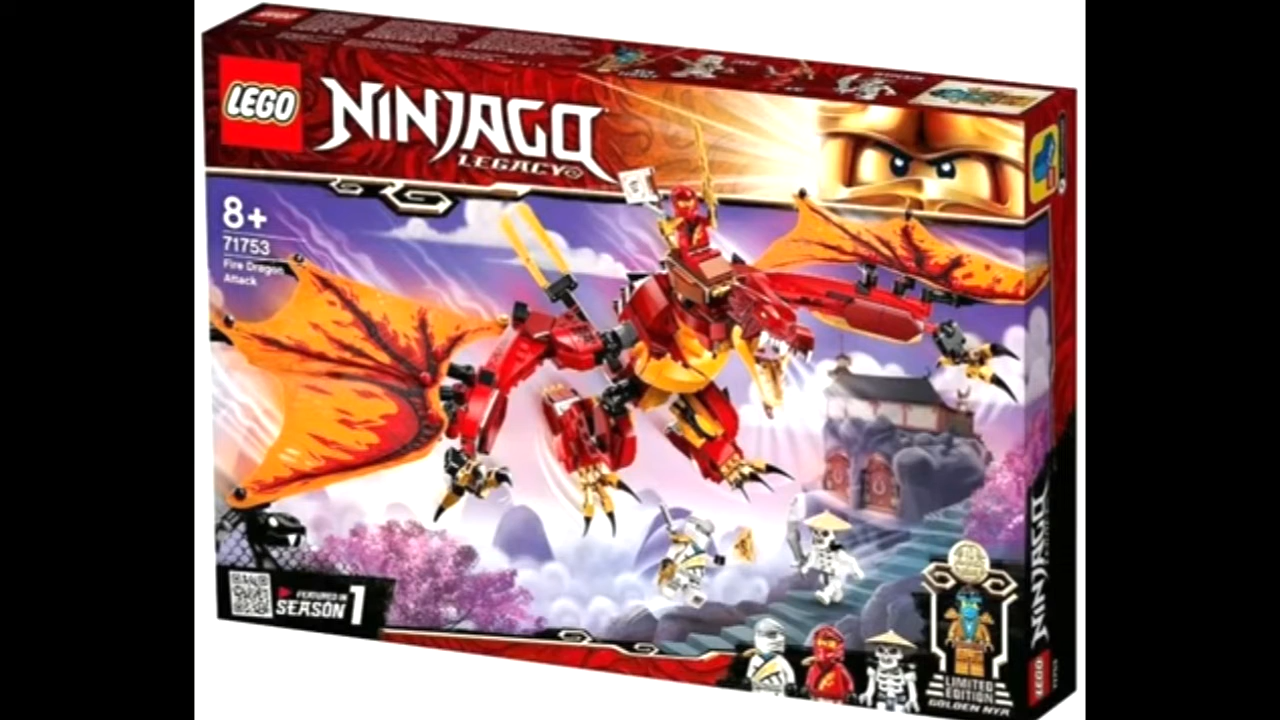 LEGO
NINJAGO
LEGACY
8+
71753
Fire Dragon
Attack
FEATURED IN
SEASON 1
LIMITED
EDITION
GOLDEN NYA
NINJAGO
LEGO